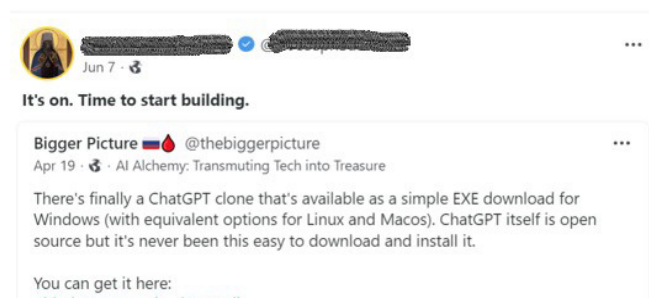 Jun 7 ·
It's on. Time to start building.
Bigger Picture @thebiggerpicture
Apr 19 · · AI Alchemy: Transmuting Tech into Treasure
There's finally a ChatGPT clone that's available as a simple EXE download for
Windows (with equivalent options for Linux and Macos). ChatGPT itself is open
source but it's never been this easy to download and install it.
You can get it here: